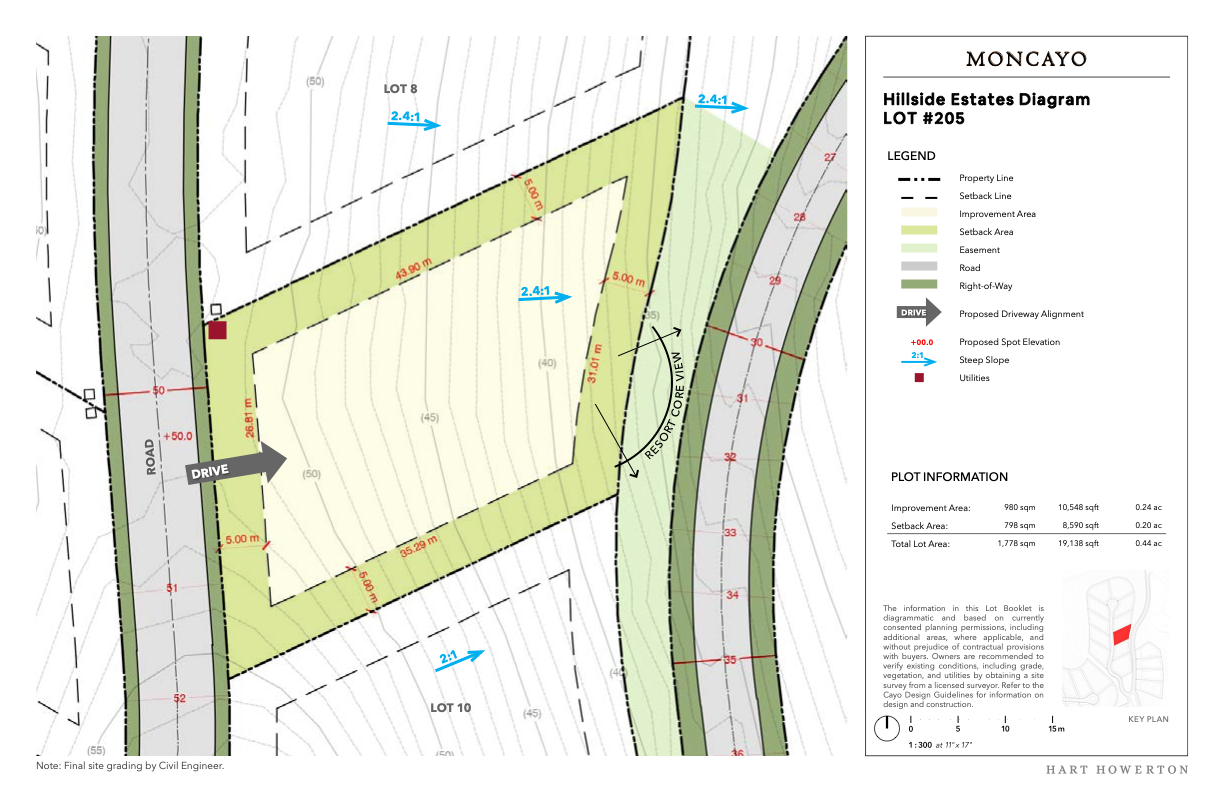 MONCAYO
Hillside Estates Diagram
LOT #205
LEGEND
Property Line
Setback Line
Improvement Area
Setback Area
Easement
Road
Right-of-Way
DRIVE
Proposed Driveway Alignment
+00.0
Proposed Spot Elevation
2:1
Steep Slope
Utilities
PLOT INFORMATION
Improvement Area: 980 sqm 10,548 sqft 0.24 ac
Setback Area: 798 sqm 8,590 sqft 0.20 ac
Total Lot Area: 1,778 sqm 19,138 sqft 0.44 ac
The information in this Lot Booklet is
diagrammatic and based on currently
consented planning permissions, including
additional areas, where applicable, and
without prejudice of contractual provisions
with buyers. Owners are recommended to
verify existing conditions, including grade,
vegetation, and utilities by obtaining a site
survey from a licensed surveyor. Refer to the
Cayo Design Guidelines for information on
design and construction.
KEY PLAN
0 5 10 15m
1:300 at 11"x 17"
HART HOWERTON
(50)
LOT 8
2.4:1
2.4:1
27
28
29
30
31
32
33
34
35
36
5.00 m
43.90 m
2.4:1
5.00 m
(35)
(40)
31.01 m
RESORT CORE VIEW
50
26.81 m
(45)
+50.0
ROAD
DRIVE
(50)
5.00 m
35.29 m
5.00 m
51
2:1
(40)
52
LOT 10
(45)
(55)
(50)
Note: Final site grading by Civil Engineer.